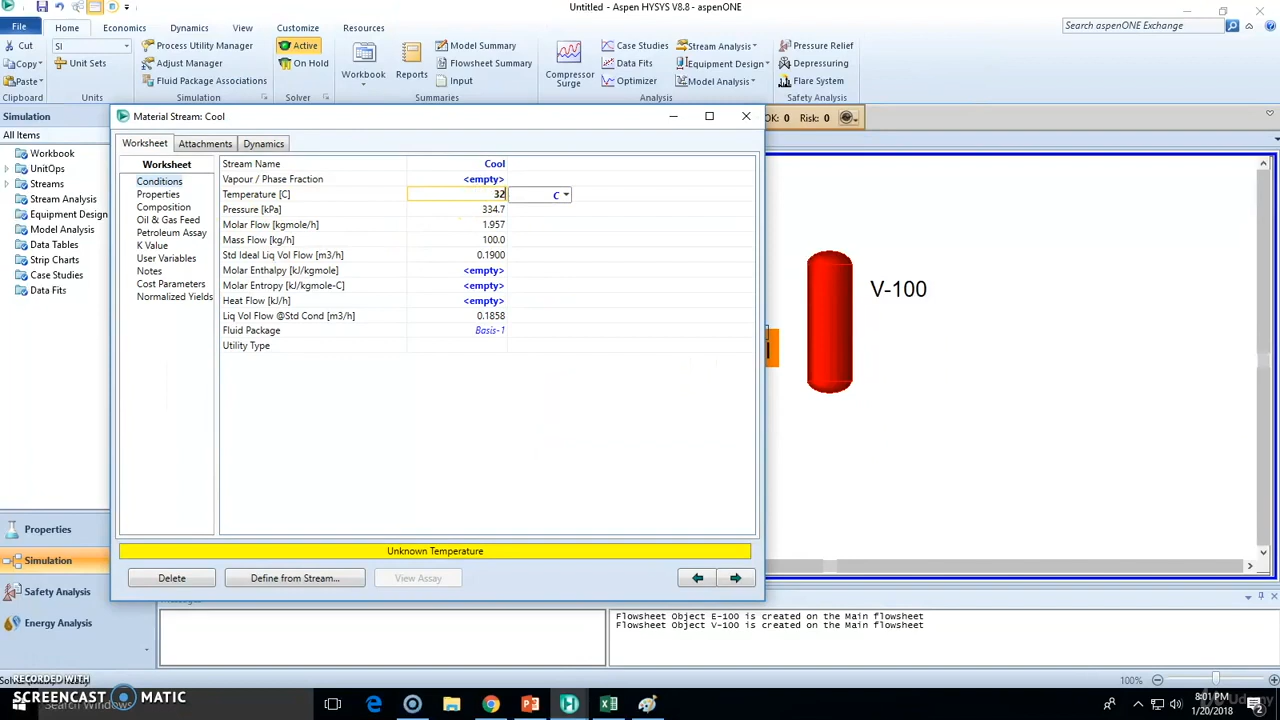 Untitled - Aspen HYSYS V8.8 - aspenONE
File Home Economics Dynamics View Customize Resources
Search aspenONE Exchange
Cut
Copy
Paste
Clipboard
SI
Unit Sets
Units
Process Utility Manager
Adjust Manager
Fluid Package Associations
Simulation
Active
On Hold
Solver
Workbook
Reports
Model Summary
Flowsheet Summary
Input
Summaries
Compressor Surge
Case Studies
Data Fits
Optimizer
Stream Analysis
Equipment Design
Model Analysis
Analysis
Pressure Relief
Depressuring
Flare System
Safety Analysis
Simulation
All Items
Workbook
UnitOps
Streams
Stream Analysis
Equipment Design
Model Analysis
Data Tables
Strip Charts
Case Studies
Data Fits
Properties
Simulation
Safety Analysis
Energy Analysis
OK: 0 Risk: 0
Material Stream: Cool
Worksheet Attachments Dynamics
Worksheet
Conditions
Properties
Composition
Oil & Gas Feed
Petroleum Assay
K Value
User Variables
Notes
Cost Parameters
Normalized Yields
Stream Name Cool
Vapour / Phase Fraction <empty>
Temperature [C] 32 C
Pressure [kPa] 334.7
Molar Flow [kgmole/h] 1.957
Mass Flow [kg/h] 100.0
Std Ideal Liq Vol Flow [m3/h] 0.1900
Molar Enthalpy [kJ/kgmole] <empty>
Molar Entropy [kJ/kgmole-C] <empty>
Heat Flow [kJ/h] <empty>
Liq Vol Flow @Std Cond [m3/h] 0.1858
Fluid Package Basis-1
Utility Type
Unknown Temperature
Delete Define from Stream... View Assay
V-100
Flowsheet Object E-100 is created on the Main flowsheet
Flowsheet Object V-100 is created on the Main flowsheet
100%
RECORDED WITH
SCREENCAST MATIC
8:01 PM
1/20/2018
Udemy